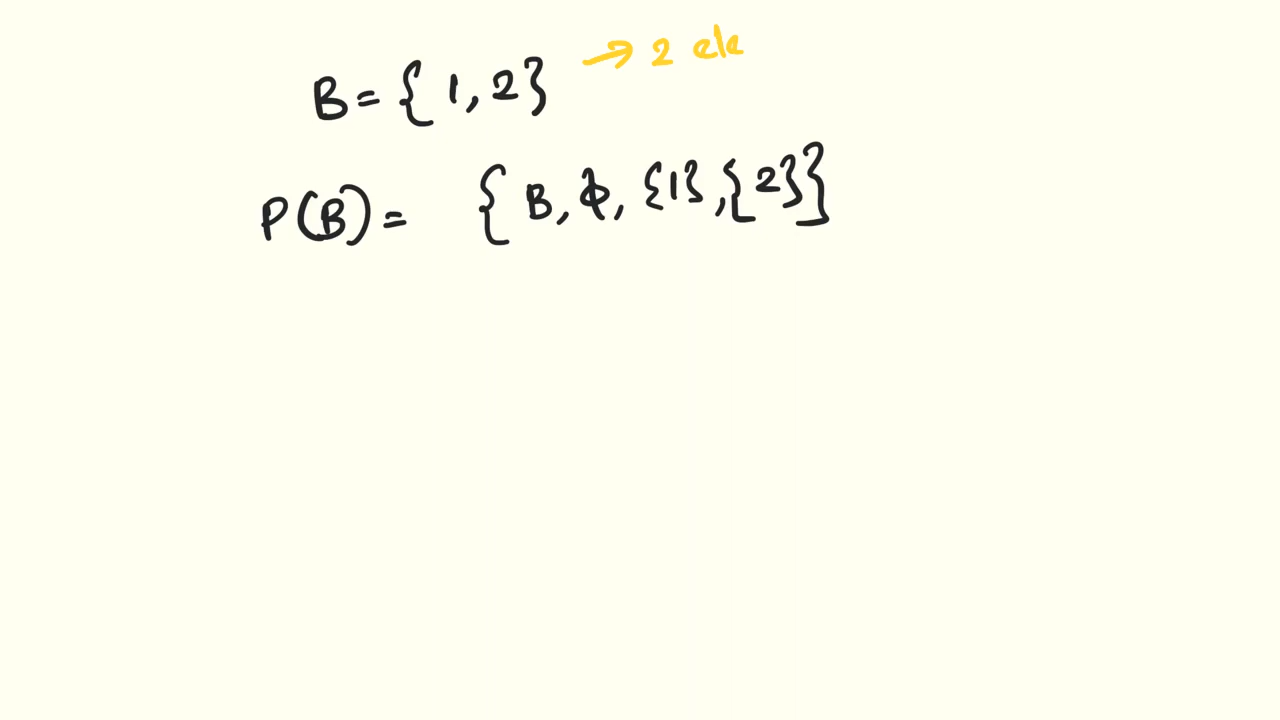 B = { 1, 2 } → 2 ele
P(B) = { B, ϕ, {1}, {2} }